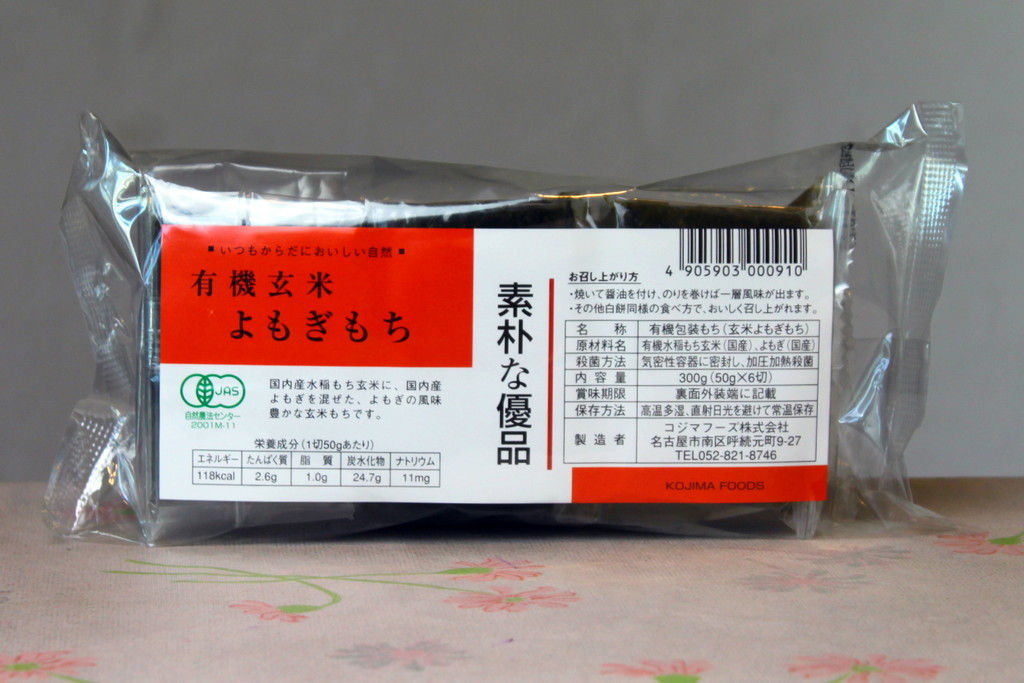 ■ いつもからだにおいしい自然 ■
有機玄米
よもぎもち
JAS
自然農法センター
2001M-11
国内産水稲もち玄米に、国内産
よもぎを混ぜた、よもぎの風味
豊かな玄米もちです。
栄養成分(1切50gあたり)
エネルギー たんぱく質 脂質 炭水化物 ナトリウム
118kcal 2.6g 1.0g 24.7g 11mg
素朴な優品
4 905903 000910
お召し上がり方
・焼いて醤油を付け、のりを巻けば一層風味が出ます。
・その他白餅同様の食べ方で、おいしく召し上がれます。
名称 有機包装もち(玄米よもぎもち)
原材料名 有機水稲もち玄米(国産)、よもぎ(国産)
殺菌方法 気密性容器に密封し、加圧加熱殺菌
内容量 300g(50g×6切)
賞味期限 裏面外装端に記載
保存方法 高温多湿、直射日光を避けて常温保存
製造者 コジマフーズ株式会社
名古屋市南区呼続元町9-27
TEL052-821-8746
KOJIMA FOODS